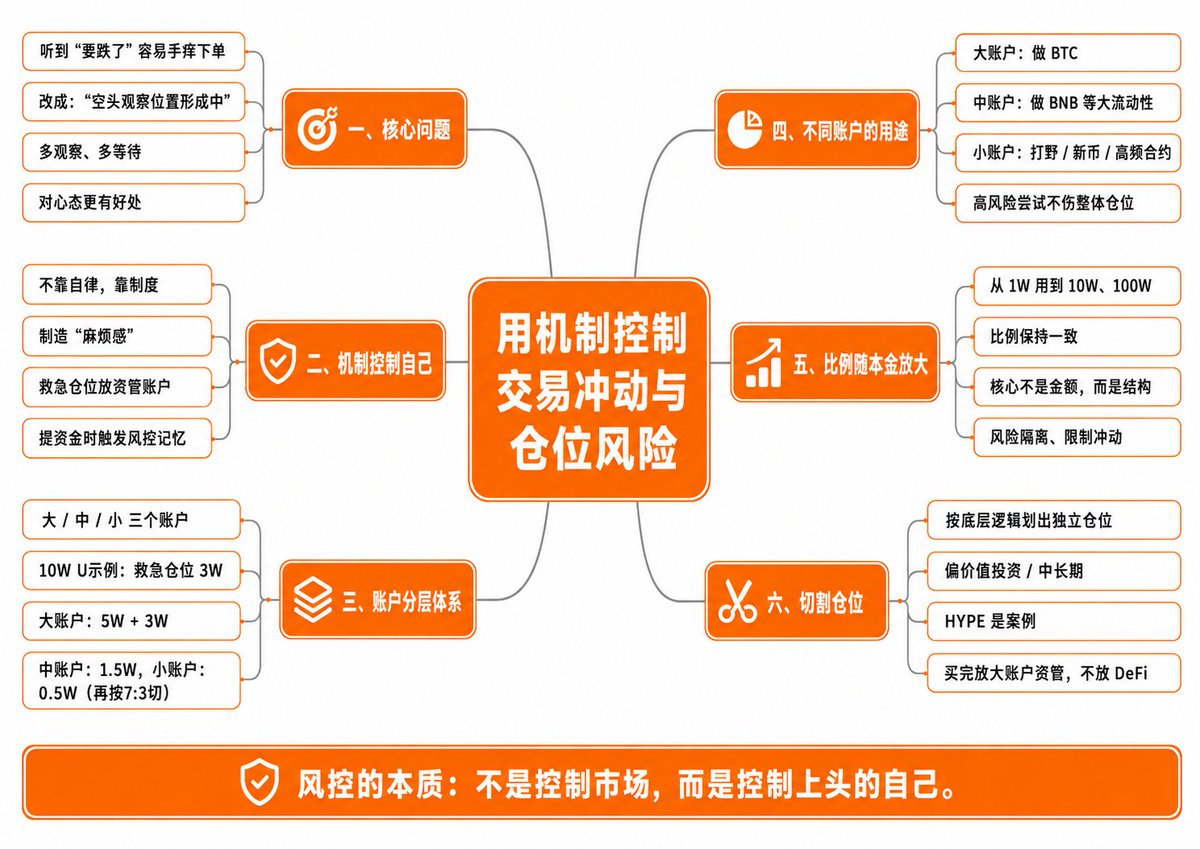 听到“要跌了”容易手痒下单
改成：“空头观察位置形成中”
多观察、多等待
对心态更有好处
一、核心问题
不靠自律，靠制度
制造“麻烦感”
救急仓位放资管账户
提资金时触发风控记忆
二、机制控制自己
大 / 中 / 小 三个账户
10W U示例：救急仓位 3W
大账户：5W + 3W
中账户：1.5W，小账户：
0.5W（再按7:3切）
三、账户分层体系
用机制控制
交易冲动与
仓位风险
四、不同账户的用途
大账户：做 BTC
中账户：做 BNB 等大流动性
小账户：打野 / 新币 / 高频合约
高风险尝试不伤整体仓位
五、比例随本金放大
从 1W 用到 10W、100W
比例保持一致
核心不是金额，而是结构
风险隔离、限制冲动
六、切割仓位
按底层逻辑划出独立仓位
偏价值投资 / 中长期
HYPE 是案例
买完放大账户资管，不放 DeFi
风控的本质：不是控制市场，而是控制上头的自己。